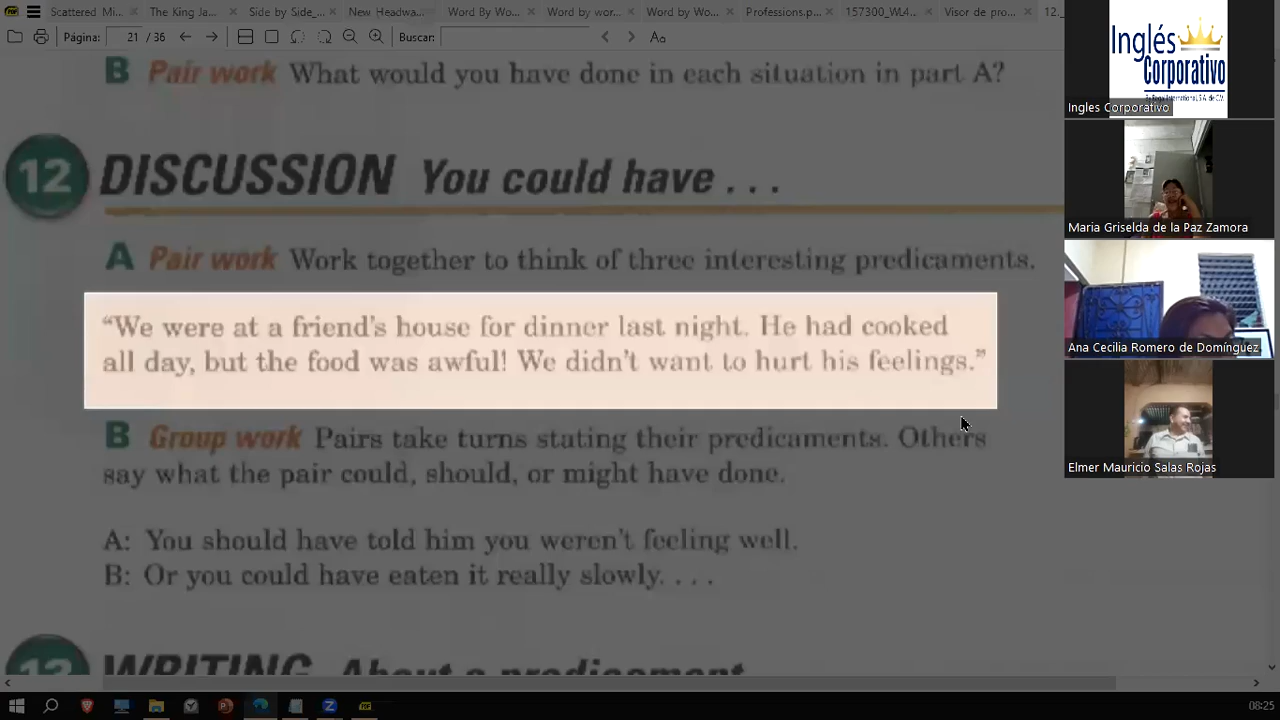 Scattered Mi...
The King Ja...
Side by Side_...
New Headwa...
Word By Wo...
Word by wor...
Word by Wo...
Professions.p...
157300_WL4...
Visor de pro...
12._
Página:
21 / 36
Buscar:
B Pair work What would you have done in each situation in part A?
12 DISCUSSION You could have . . .
A Pair work Work together to think of three interesting predicaments.
“We were at a friend’s house for dinner last night. He had cooked
all day, but the food was awful! We didn’t want to hurt his feelings.”
B Group work Pairs take turns stating their predicaments. Others
say what the pair could, should, or might have done.
A: You should have told him you weren’t feeling well.
B: Or you could have eaten it really slowly. . . .
13 WRITING About a predicament
Inglés
Corporativo
Ingles Corporativo
Maria Griselda de la Paz Zamora
Ana Cecilia Romero de Domínguez
Elmer Mauricio Salas Rojas
08:25